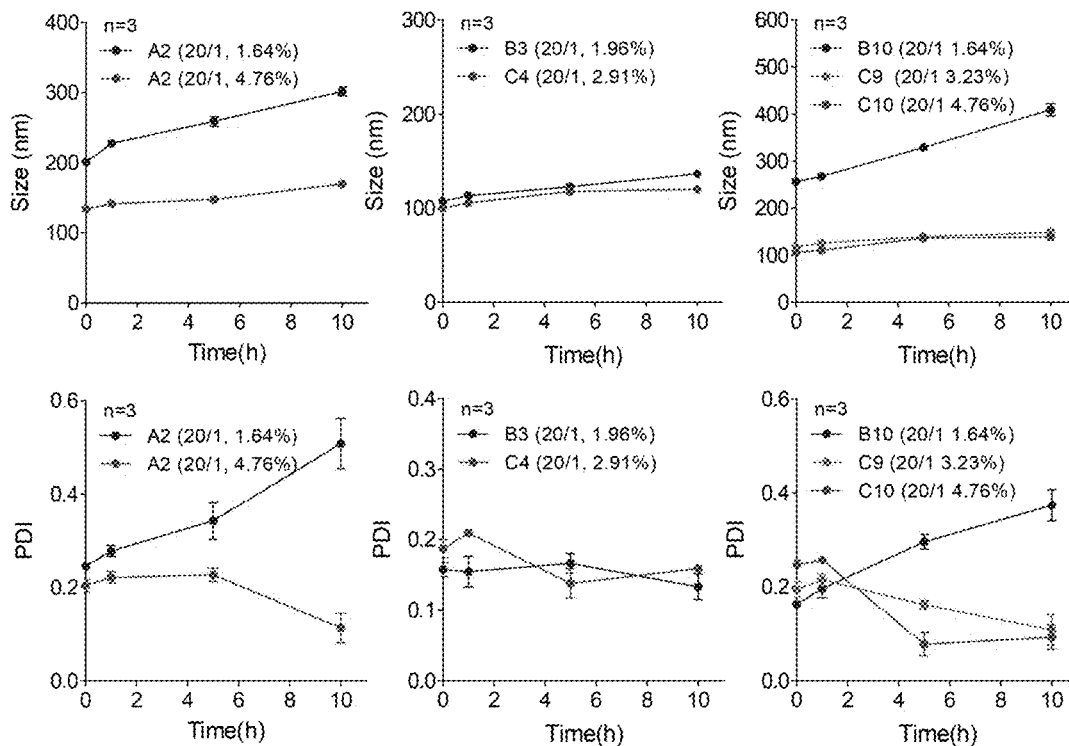 n=3
A2 (20/1, 1.64%)
A2 (20/1, 4.76%)
Size (nm)
400
300
200
100
0
0 2 4 6 8 10
Time(h)
n=3
B3 (20/1, 1.96%)
C4 (20/1, 2.91%)
Size (nm)
300
200
100
0
0 2 4 6 8 10
Time(h)
n=3
B10 (20/1 1.64%)
C9 (20/1 3.23%)
C10 (20/1 4.76%)
Size (nm)
600
500
400
300
200
100
0
0 2 4 6 8 10
Time(h)
n=3
A2 (20/1, 1.64%)
A2 (20/1, 4.76%)
PDI
0.6
0.4
0.2
0.0
0 2 4 6 8 10
Time(h)
n=3
B3 (20/1, 1.96%)
C4 (20/1, 2.91%)
PDI
0.4
0.3
0.2
0.1
0.0
0 2 4 6 8 10
Time(h)
n=3
B10 (20/1 1.64%)
C9 (20/1 3.23%)
C10 (20/1 4.76%)
PDI
0.6
0.4
0.2
0.0
0 2 4 6 8 10
Time(h)